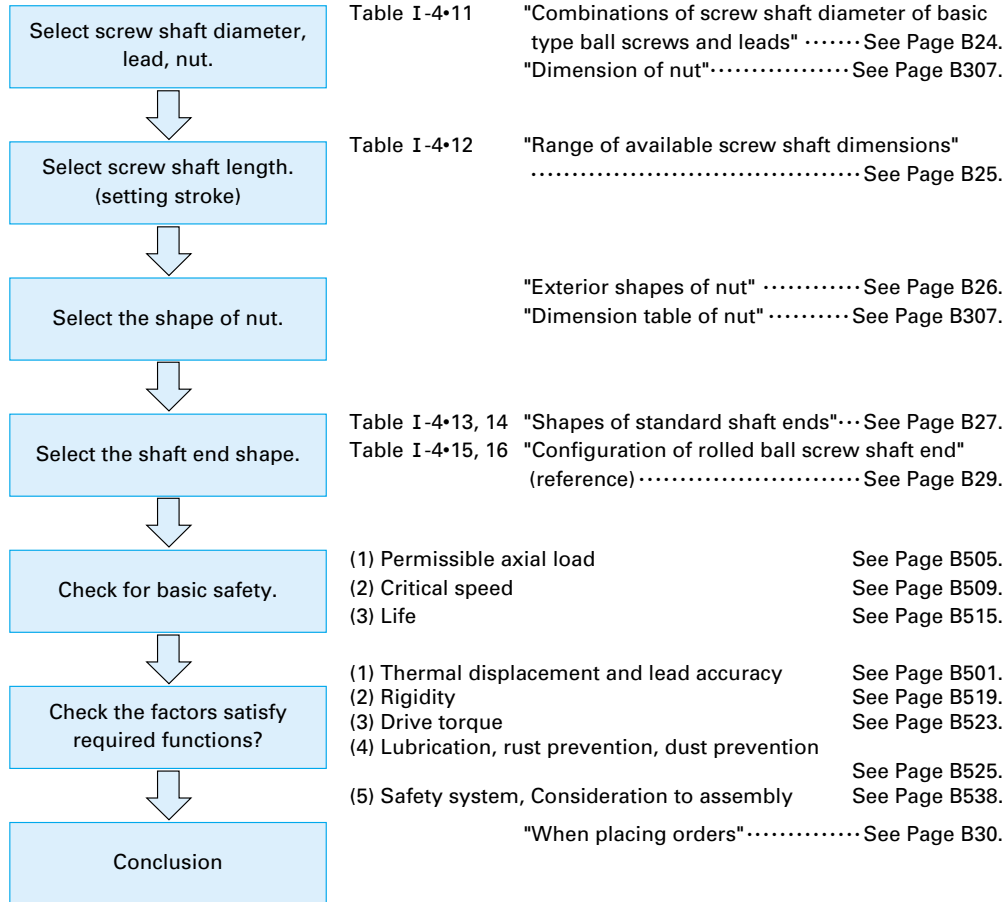 Select screw shaft diameter,
lead, nut.
Table I-4•11 "Combinations of screw shaft diameter of basic
type ball screws and leads" ·······See Page B24.
"Dimension of nut"·················See Page B307.
Select screw shaft length.
(setting stroke)
Table I-4•12 "Range of available screw shaft dimensions"
········································See Page B25.
Select the shape of nut.
"Exterior shapes of nut" ············See Page B26.
"Dimension table of nut" ··········See Page B307.
Select the shaft end shape.
Table I-4•13, 14 "Shapes of standard shaft ends"···See Page B27.
Table I-4•15, 16 "Configuration of rolled ball screw shaft end"
(reference)···························See Page B29.
Check for basic safety.
(1) Permissible axial load See Page B505.
(2) Critical speed See Page B509.
(3) Life See Page B515.
Check the factors satisfy
required functions?
(1) Thermal displacement and lead accuracy See Page B501.
(2) Rigidity See Page B519.
(3) Drive torque See Page B523.
(4) Lubrication, rust prevention, dust prevention
See Page B525.
(5) Safety system, Consideration to assembly See Page B538.
Conclusion
"When placing orders"··············See Page B30.